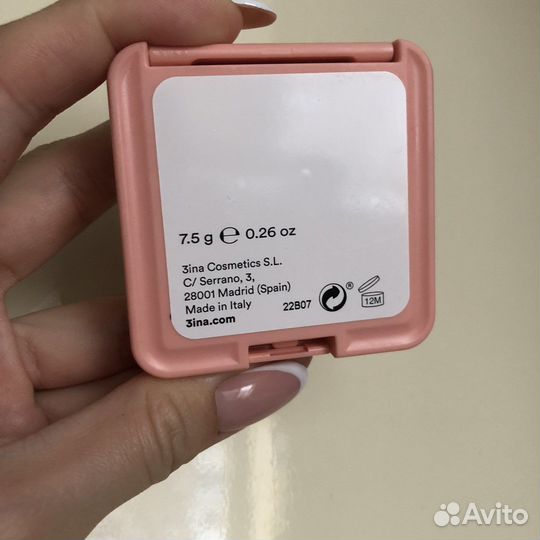 7.5 g ℮ 0.26 oz
3ina Cosmetics S.L.
C/ Serrano, 3,
28001 Madrid (Spain)
Made in Italy
3ina.com
22B07
®
12M
Avito